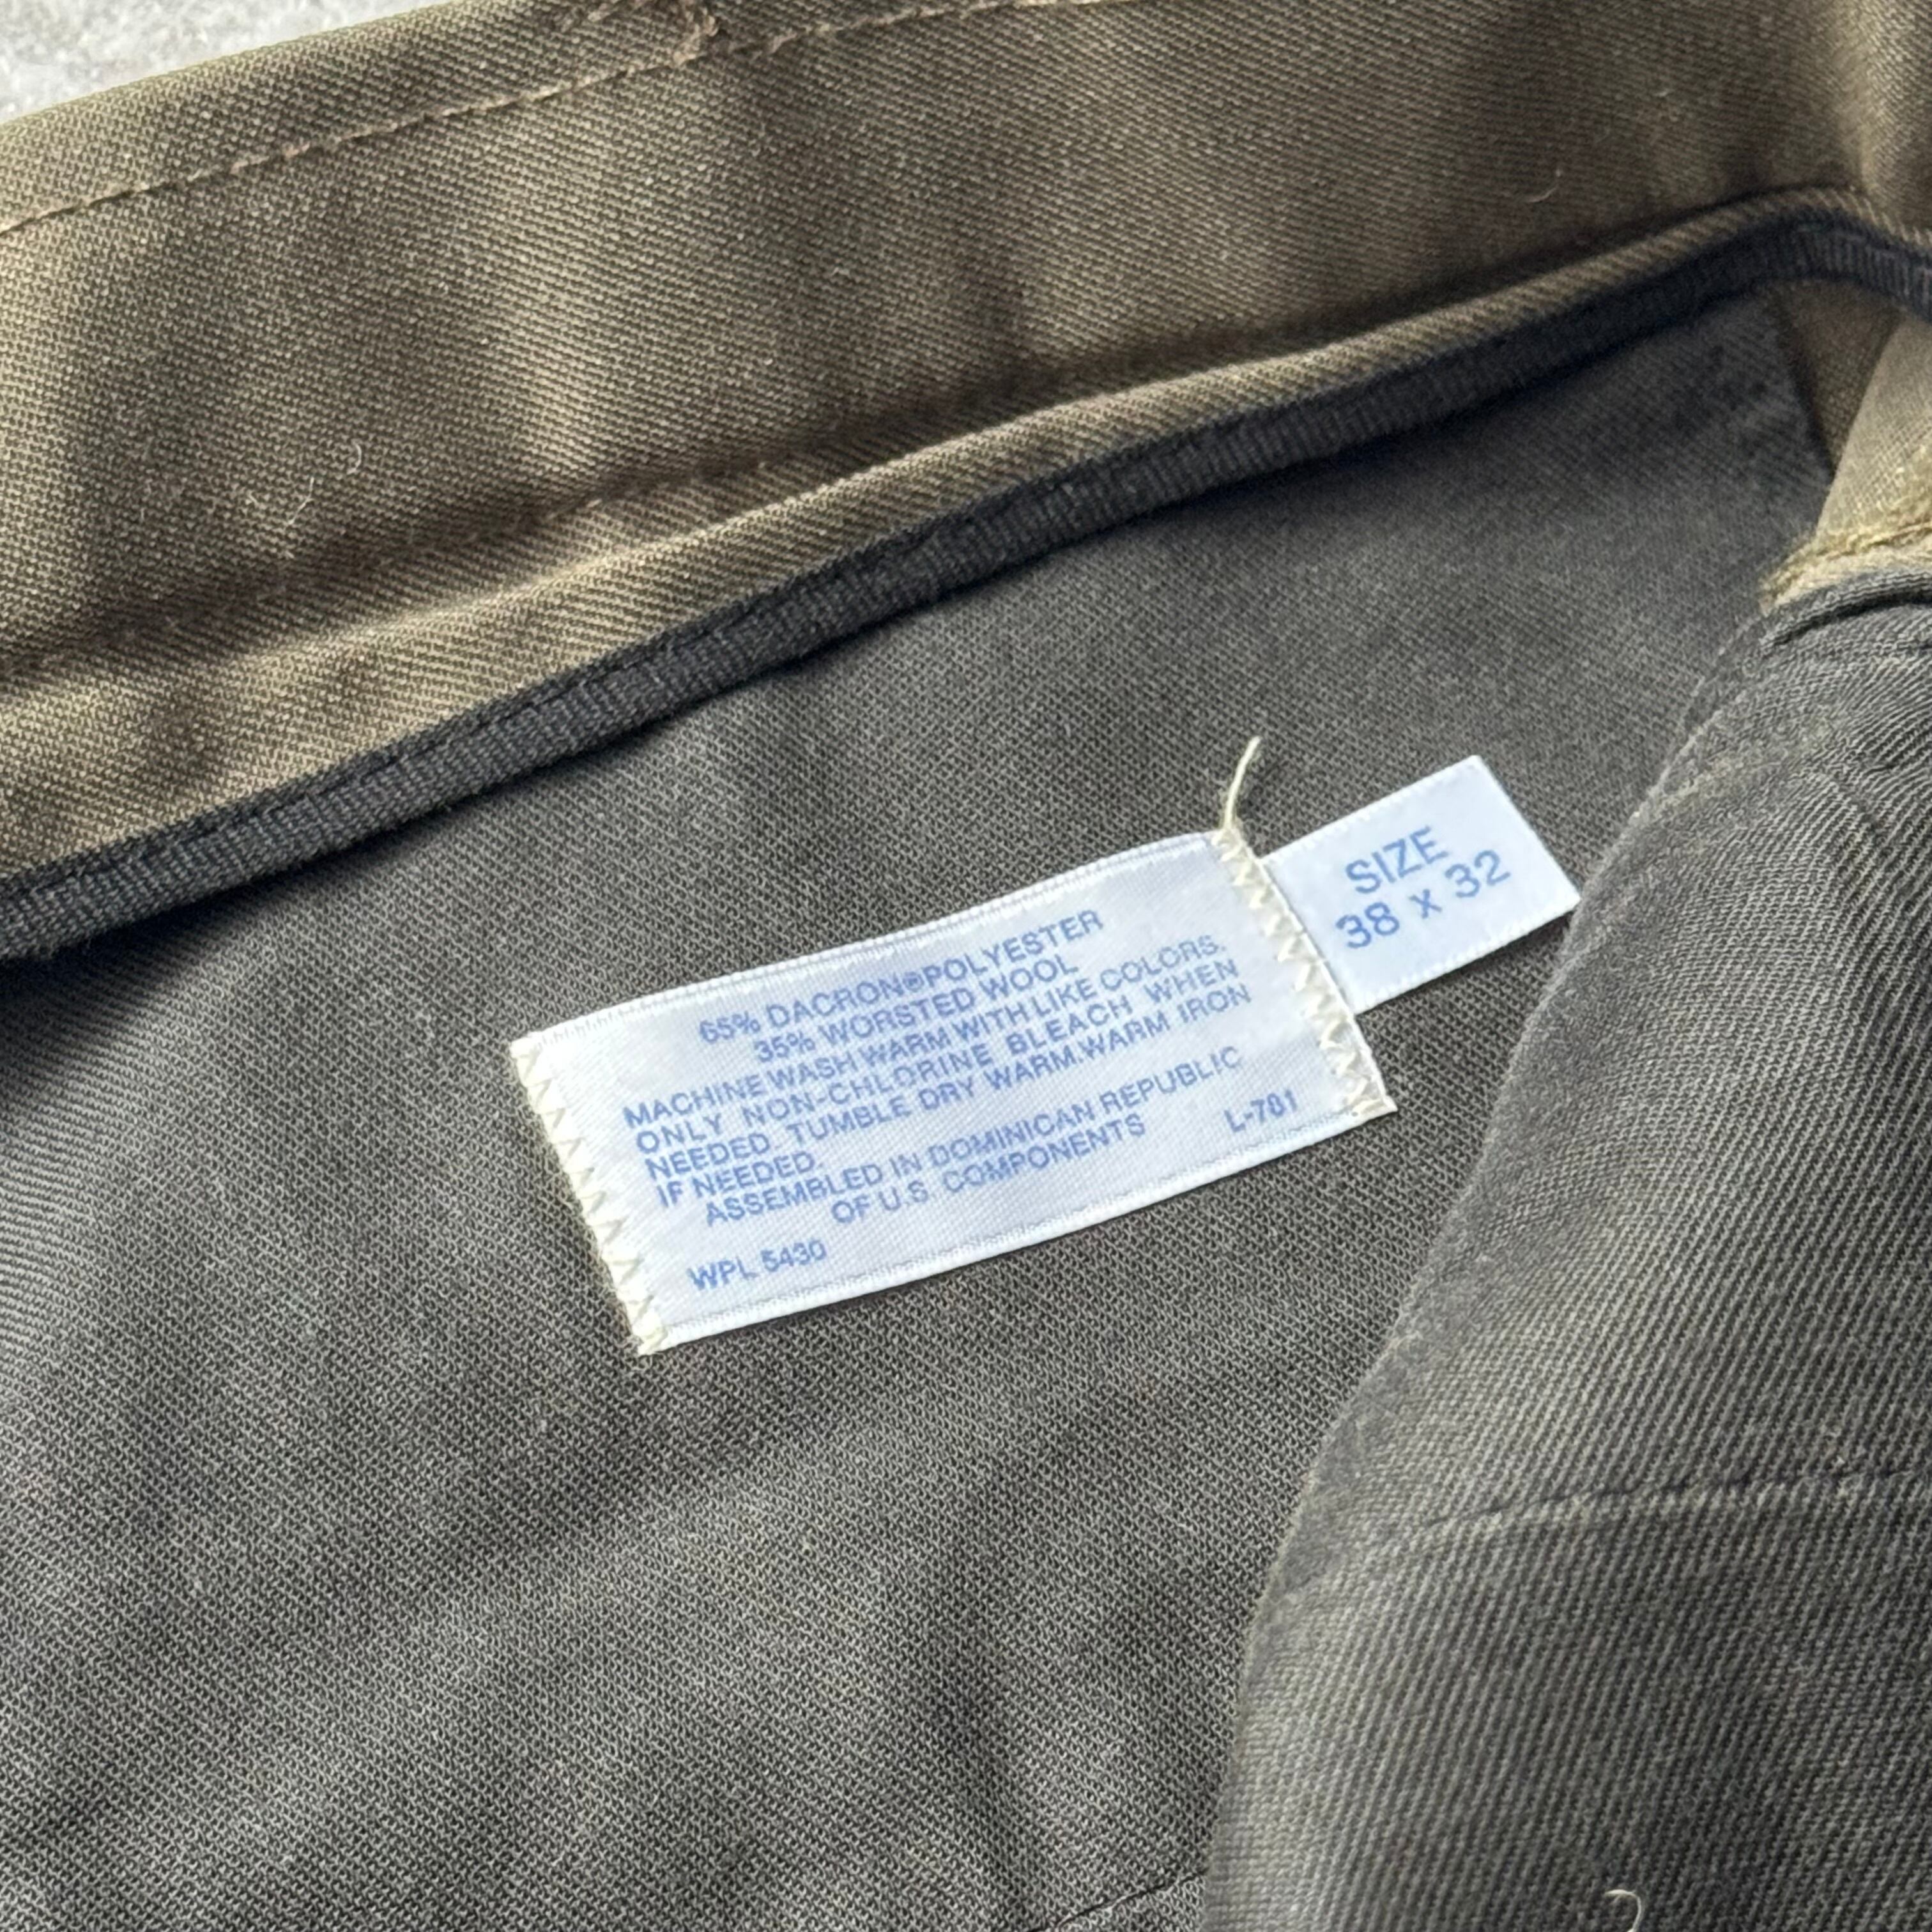 65% DACRON®POLYESTER
35% WORSTED WOOL
MACHINE WASH WARM WITH LIKE COLORS.
ONLY NON-CHLORINE BLEACH WHEN
NEEDED. TUMBLE DRY WARM.WARM IRON
IF NEEDED.
ASSEMBLED IN DOMINICAN REPUBLIC
OF U.S. COMPONENTS
L-781
WPL 5430
SIZE
38 x 32